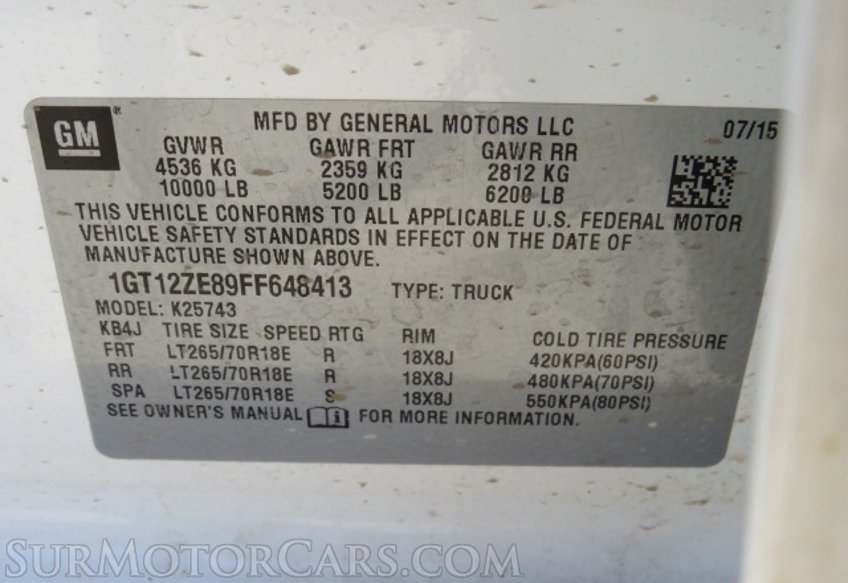 GM ®
MFD BY GENERAL MOTORS LLC 07/15
GVWR GAWR FRT GAWR RR
4536 KG 2359 KG 2812 KG
10000 LB 5200 LB 6200 LB
THIS VEHICLE CONFORMS TO ALL APPLICABLE U.S. FEDERAL MOTOR
VEHICLE SAFETY STANDARDS IN EFFECT ON THE DATE OF
MANUFACTURE SHOWN ABOVE.
1GT12ZE89FF648413 TYPE: TRUCK
MODEL: K25743
KB4J TIRE SIZE SPEED RTG RIM COLD TIRE PRESSURE
FRT LT265/70R18E R 18X8J 420KPA(60PSI)
RR LT265/70R18E R 18X8J 480KPA(70PSI)
SPA LT265/70R18E S 18X8J 550KPA(80PSI)
SEE OWNER'S MANUAL i FOR MORE INFORMATION.
SurMotorCars.com